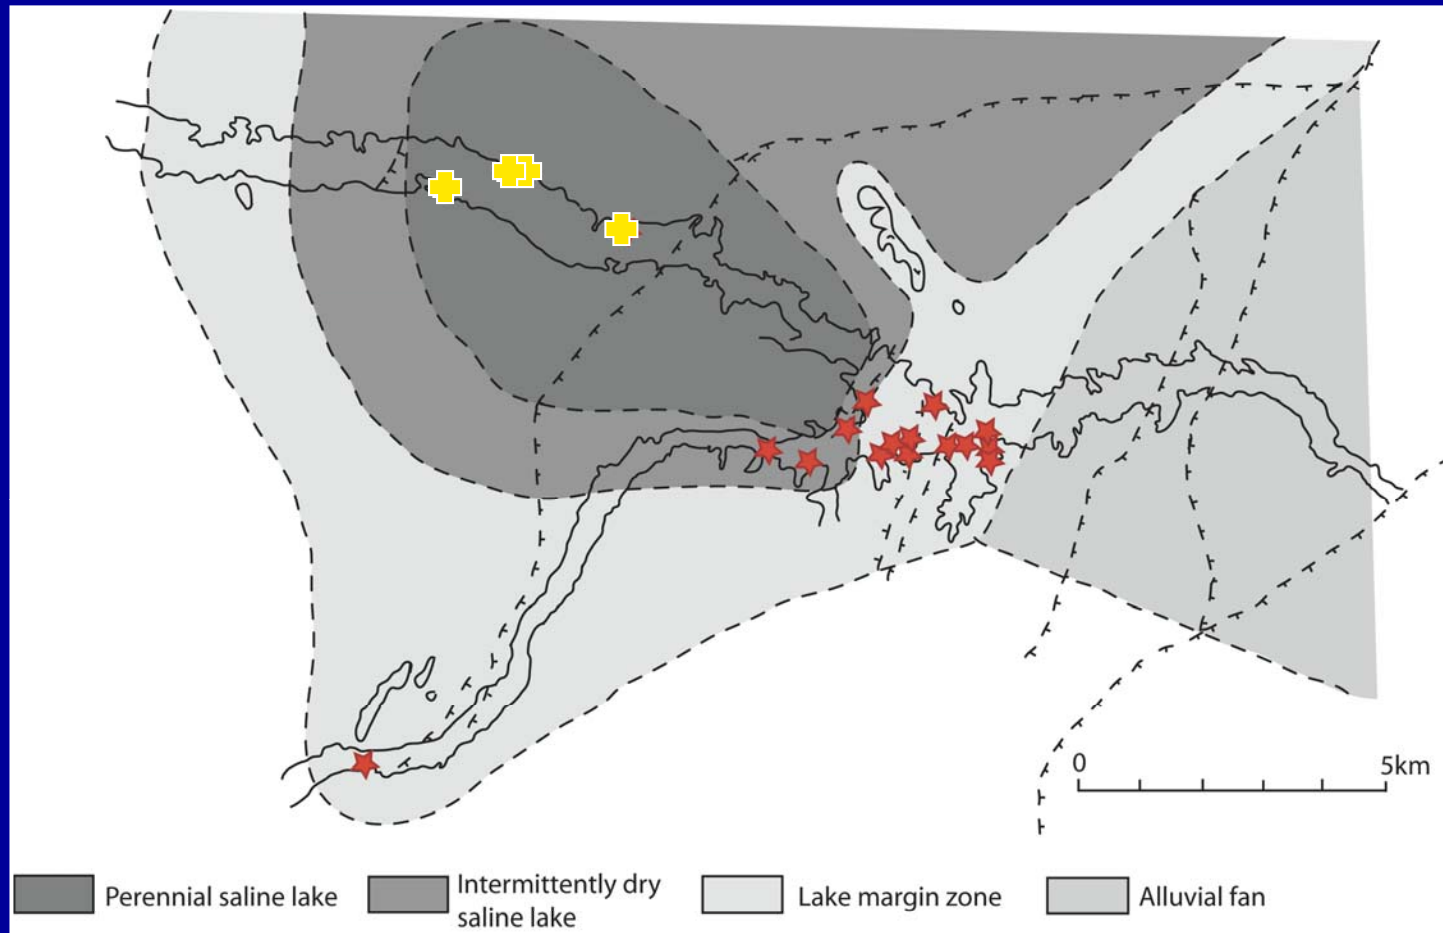 0 5km
Perennial saline lake
Intermittently dry
saline lake
Lake margin zone
Alluvial fan